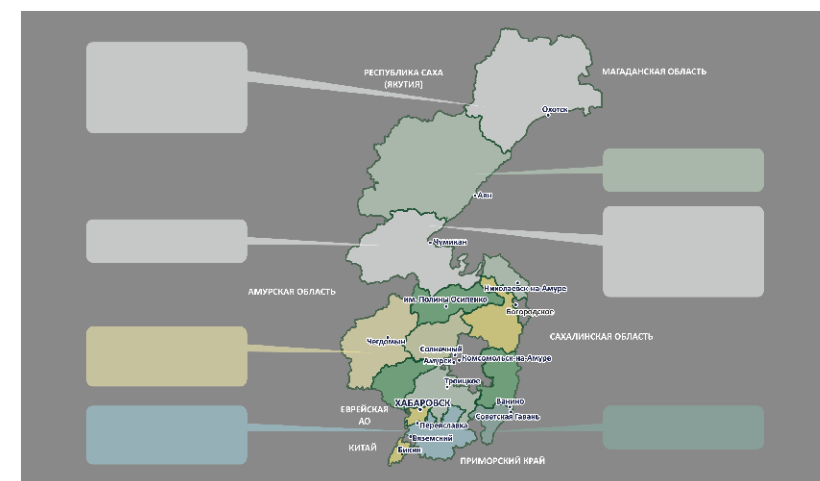 РЕСПУБЛИКА САХА
(ЯКУТИЯ)
МАГАДАНСКАЯ ОБЛАСТЬ
Охотск
Аян
Чумикан
АМУРСКАЯ ОБЛАСТЬ
Николаевск-на-Амуре
им. Полины Осипенко
Богородское
САХАЛИНСКАЯ ОБЛАСТЬ
Чегдомын
Солнечный
Амурск
Комсомольск-на-Амуре
Троицкое
ХАБАРОВСК
Ванино
ЕВРЕЙСКАЯ
АО
Советская Гавань
Переяславка
Вяземский
КИТАЙ
Бикин
ПРИМОРСКИЙ КРАЙ